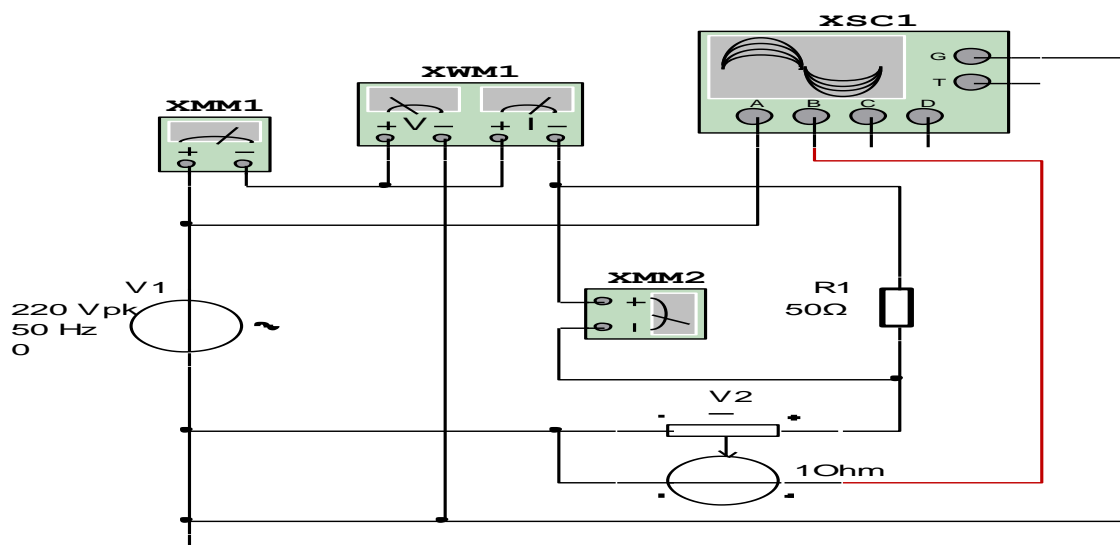 XSC1
G
T
A B C D
XWM1
+ V − + I −
XMM1
+ −
V1
220 Vpk
50 Hz
0
~
XMM2
+
−
R1
50Ω
V2
- +
1Ohm
- -